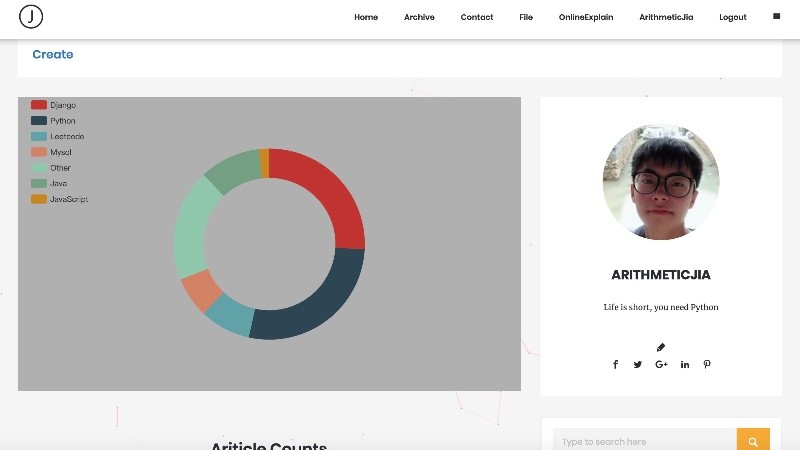 J
Home Archive Contact File OnlineExplain ArithmeticJia Logout
Create
Django
Python
Leetcode
Mysql
Other
Java
JavaScript
ARITHMETICJIA
Life is short, you need Python
f G+ in
Ariticle Counts
Type to search here